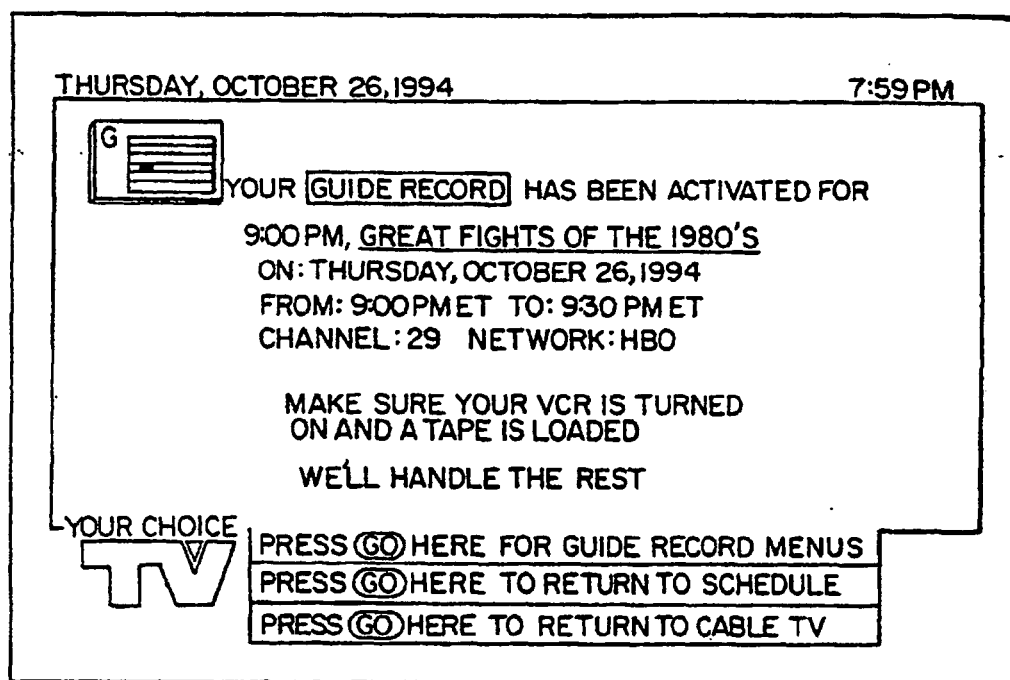 THURSDAY, OCTOBER 26, 1994 7:59 PM
G
YOUR GUIDE RECORD HAS BEEN ACTIVATED FOR
9:00 PM, GREAT FIGHTS OF THE 1980'S
ON: THURSDAY, OCTOBER 26, 1994
FROM: 9:00 PM ET TO: 9:30 PM ET
CHANNEL: 29 NETWORK: HBO
MAKE SURE YOUR VCR IS TURNED
ON AND A TAPE IS LOADED
WE'LL HANDLE THE REST
YOUR CHOICE
TV
PRESS GO HERE FOR GUIDE RECORD MENUS
PRESS GO HERE TO RETURN TO SCHEDULE
PRESS GO HERE TO RETURN TO CABLE TV